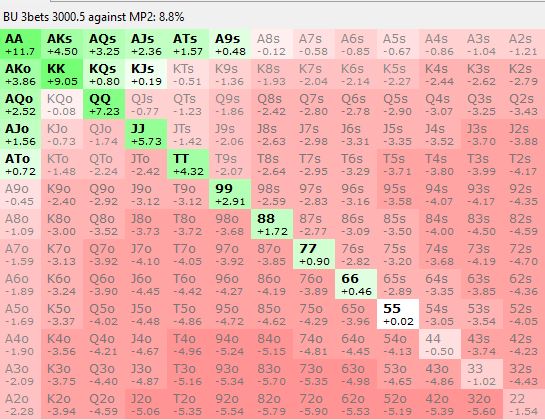 BU 3bets 3000.5 against MP2: 8.8%
AA AKs AQs AJs ATs A9s A8s A7s A6s A5s A4s A3s A2s
+11.7 +4.50 +3.25 +2.36 +1.57 +0.48 -0.12 -0.58 -0.85 -0.67 -0.86 -1.04 -1.21
AKo KK KQs KJs KTs K9s K8s K7s K6s K5s K4s K3s K2s
+3.86 +9.05 +0.80 +0.19 -0.51 -1.36 -1.93 -2.04 -2.14 -2.27 -2.44 -2.62 -2.79
AQo KQo QQ QJs QTs Q9s Q8s Q7s Q6s Q5s Q4s Q3s Q2s
+2.52 -0.08 +7.23 -0.77 -1.23 -1.86 -2.42 -2.80 -2.78 -2.90 -3.07 -3.25 -3.43
AJo KJo QJo JJ JTs J9s J8s J7s J6s J5s J4s J3s J2s
+1.56 -0.73 -1.74 +5.73 -1.42 -2.06 -2.63 -2.98 -3.31 -3.35 -3.52 -3.70 -3.88
ATo KTo QTo JTo TT T9s T8s T7s T6s T5s T4s T3s T2s
+0.72 -1.48 -2.24 -2.42 +4.32 -2.07 -2.64 -2.95 -3.29 -3.71 -3.80 -3.99 -4.17
A9o K9o Q9o J9o T9o 99 98s 97s 96s 95s 94s 93s 92s
-0.45 -2.40 -2.92 -3.12 -3.12 +2.91 -2.59 -2.83 -3.16 -3.58 -4.07 -4.17 -4.35
A8o K8o Q8o J8o T8o 98o 88 87s 86s 85s 84s 83s 82s
-1.09 -3.00 -3.52 -3.73 -3.72 -3.68 +1.72 -2.77 -3.09 -3.50 -4.00 -4.50 -4.59
A7o K7o Q7o J7o T7o 97o 87o 77 76s 75s 74s 73s 72s
-1.59 -3.13 -3.92 -4.10 -4.05 -3.92 -3.85 +0.90 -2.82 -3.20 -3.68 -4.19 -4.70
A6o K6o Q6o J6o T6o 96o 86o 76o 66 65s 64s 63s 62s
-1.89 -3.24 -3.90 -4.45 -4.42 -4.27 -4.19 -3.89 +0.46 -2.89 -3.35 -3.85 -4.36
A5o K5o Q5o J5o T5o 95o 85o 75o 65o 55 54s 53s 52s
-1.69 -3.37 -4.02 -4.48 -4.86 -4.72 -4.62 -4.29 -3.96 +0.02 -3.05 -3.54 -4.05
A4o K4o Q4o J4o T4o 94o 84o 74o 64o 54o 44 43s 42s
-1.90 -3.56 -4.21 -4.67 -4.96 -5.24 -5.15 -4.81 -4.45 -4.13 -0.50 -3.74 -4.23
A3o K3o Q3o J3o T3o 93o 83o 73o 63o 53o 43o 33 32s
-2.09 -3.75 -4.40 -4.87 -5.16 -5.34 -5.70 -5.35 -4.98 -4.65 -4.86 -1.02 -4.43
A2o K2o Q2o J2o T2o 92o 82o 72o 62o 52o 42o 32o 22
-2.28 -3.94 -4.59 -5.06 -5.35 -5.54 -5.79 -5.90 -5.53 -5.19 -5.39 -5.60 -1.54